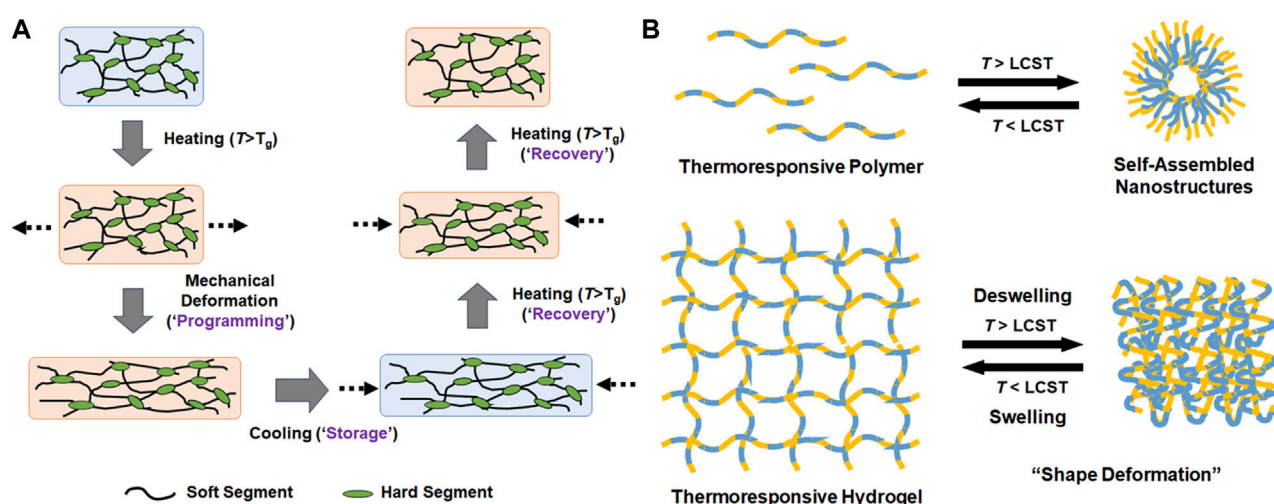 A
Heating (T>Tg)
Mechanical
Deformation
('Programming')
Cooling ('Storage')
Heating (T>Tg)
('Recovery')
Heating (T>Tg)
('Recovery')
Soft Segment
Hard Segment
B
Thermoresponsive Polymer
T > LCST
T < LCST
Self-Assembled
Nanostructures
Thermoresponsive Hydrogel
Deswelling
T > LCST
T < LCST
Swelling
“Shape Deformation”